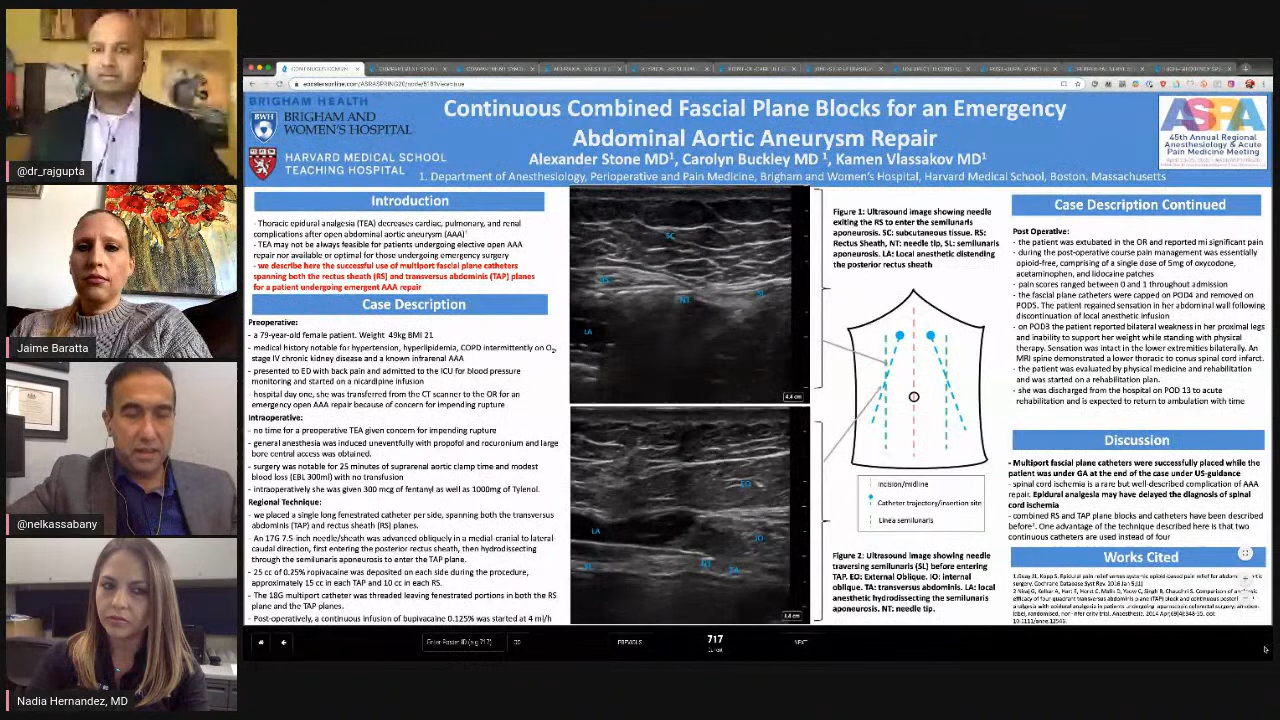 @dr_rajgupta
Jaime Baratta
@nelkassabany
Nadia Hernandez, MD
BRIGHAM HEALTH
BWH
BRIGHAM AND
WOMEN'S HOSPITAL
HARVARD MEDICAL SCHOOL
TEACHING HOSPITAL
Continuous Combined Fascial Plane Blocks for an Emergency
Abdominal Aortic Aneurysm Repair
Alexander Stone MD¹, Carolyn Buckley MD ¹, Kamen Vlassakov MD¹
1. Department of Anesthesiology, Perioperative and Pain Medicine, Brigham and Women's Hospital, Harvard Medical School, Boston. Massachusetts
45th Annual Regional
Anesthesiology & Acute
Pain Medicine Meeting
Introduction
- Thoracic epidural analgesia (TEA) decreases cardiac, pulmonary, and renal
complications after open abdominal aortic aneurysm (AAA)¹
- TEA may not be always feasible for patients undergoing elective open AAA
repair nor available or optimal for those undergoing emergency surgery
- we describe here the successful use of multiport fascial plane catheters
spanning both the rectus sheath (RS) and transversus abdominis (TAP) planes
for a patient undergoing emergent AAA repair
Case Description
Preoperative:
- a 79-year-old female patient. Weight 49kg BMI 21
- medical history notable for hypertension, hyperlipidemia, COPD intermittently on O₂,
stage IV chronic kidney disease and a known infrarenal AAA
- presented to ED with back pain and admitted to the ICU for blood pressure
monitoring and started on a nicardipine infusion
- hospital day one, she was transferred from the CT scanner to the OR for an
emergency open AAA repair because of concern for impending rupture
Intraoperative:
- no time for a preoperative TEA given concern for impending rupture
- general anesthesia was induced uneventfully with propofol and rocuronium and large
bore central access was obtained.
- surgery was notable for 25 minutes of suprarenal aortic clamp time and modest
blood loss (EBL 300ml) with no transfusion
- intraoperatively she was given 300 mcg of fentanyl as well as 1000mg of Tylenol.
Regional Technique:
- we placed a single long fenestrated catheter per side, spanning both the transversus
abdominis (TAP) and rectus sheath (RS) planes.
- An 17G 7.5-inch needle/sheath was advanced obliquely in a medial-cranial to lateral-
caudal direction, first entering the posterior rectus sheath, then hydrodissecting
through the semilunaris aponeurosis to enter the TAP plane.
- 25 cc of 0.25% ropivacaine was deposited on each side during the procedure,
approximately 15 cc in each TAP and 10 cc in each RS.
- The 18G multiport catheter was threaded leaving fenestrated portions in both the RS
plane and the TAP planes.
- Post-operatively, a continuous infusion of bupivacaine 0.125% was started at 4 ml/h
SC
NT
SL
LA
4.4 cm
EO
LA
IO
SL
NT
TA
Figure 1: Ultrasound image showing needle
exiting the RS to enter the semilunaris
aponeurosis. SC: subcutaneous tissue. RS:
Rectus Sheath, NT: needle tip, SL: semilunaris
aponeurosis. LA: Local anesthetic distending
the posterior rectus sheath
Incision/midline
Catheter trajectory/insertion site
Linea semilunaris
Figure 2: Ultrasound image showing needle
traversing semilunaris (SL) before entering
TAP. EO: External Oblique. IO: internal
oblique. TA: transversus abdominis. LA: local
anesthetic hydrodissecting the semilunaris
aponeurosis. NT: needle tip.
Case Description Continued
Post Operative:
- the patient was extubated in the OR and reported mi significant pain
- during the post-operative course pain management was essentially
opioid-free, comprising a single dose of 5mg of oxycodone,
acetaminophen, and lidocaine patches
- pain scores ranged between 0 and 1 throughout admission
- the fascial plane catheters were capped on POD4 and removed on
POD5. The patient regained sensation in her abdominal wall following
discontinuation of local anesthetic infusion
- on POD3 the patient reported bilateral weakness in her proximal legs
and inability to support her weight while standing with physical
therapy. Sensation was intact in the lower extremities bilaterally. An
MRI spine demonstrated a lower thoracic to conus spinal cord infarct.
- the patient was evaluated by physical medicine and rehabilitation
and was started on a rehabilitation plan.
- she was discharged from the hospital on POD 13 to acute
rehabilitation and is expected to return to ambulation with time
Discussion
- Multiport fascial plane catheters were successfully placed while the
patient was under GA at the end of the case under US-guidance
- spinal cord ischemia is a rare but well-described complication of AAA
repair. Epidural analgesia may have delayed the diagnosis of spinal
cord ischemia
- combined RS and TAP plane blocks and catheters have been described
before². One advantage of the technique described here is that two
continuous catheters are used instead of four
Works Cited
PREVIOUS
717
NEXT